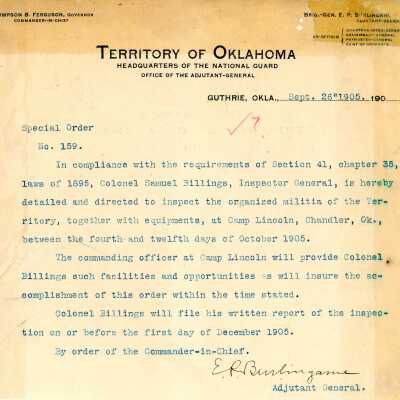 THOMPSON B. FERGUSON, GOVERNOR
COMMANDER-IN-CHIEF
BRIG.-GEN. E. P. BURLINGAME,
TERRITORY OF OKLAHOMA
HEADQUARTERS OF THE NATIONAL GUARD
OFFICE OF THE ADJUTANT-GENERAL
GUTHRIE, OKLA., Sept. 26" 1905. 190
Special Order
No. 159.
In compliance with the requirements of Section 41, chapter 35,
laws of 1895, Colonel Samuel Billings, Inspector General, is hereby
detailed and directed to inspect the organized militia of the Ter-
ritory, together with equipments, at Camp Lincoln, Chandler, Ok.,
between the fourth and twelfth days of October 1905.
The commanding officer at Camp Lincoln will provide Colonel
Billings such facilities and opportunities as will insure the ac-
complishment of this order within the time stated.
Colonel Billings will file his written report of the inspec-
tion on or before the first day of December 1905.
By order of the Commander-in-Chief.
E. P. Burlingame
Adjutant General.